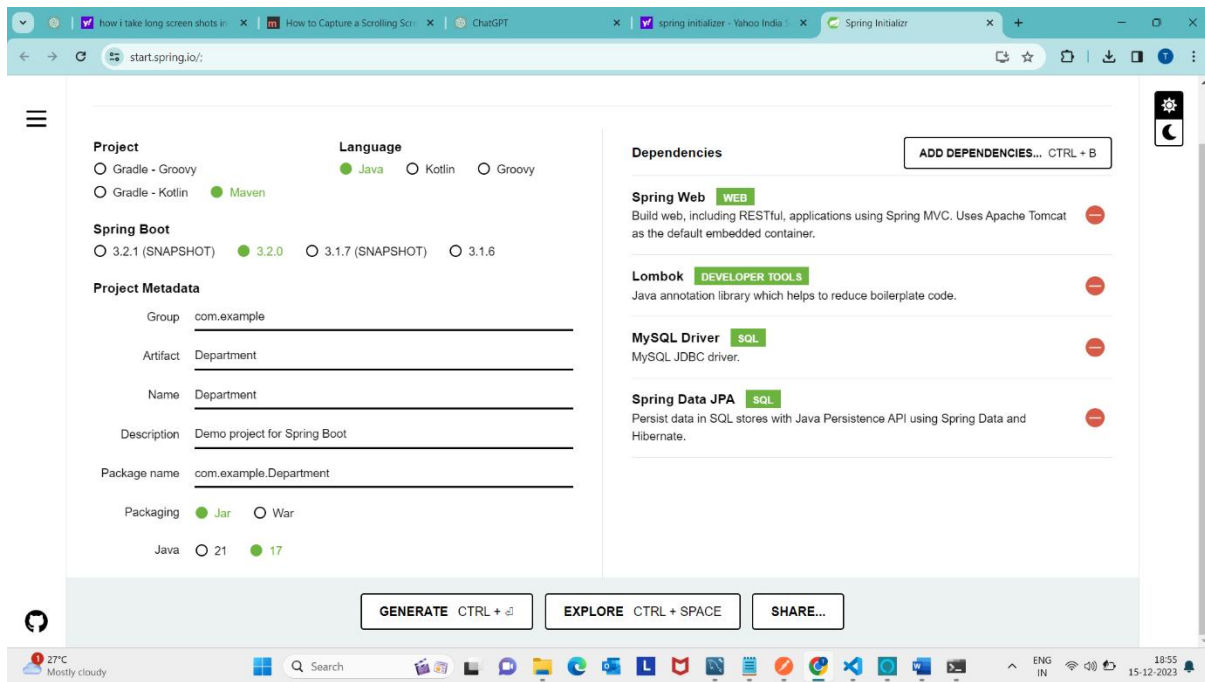 how i take long screen shots in
How to Capture a Scrolling Scr
ChatGPT
spring initializer - Yahoo India S
Spring Initializr
start.spring.io/;
T
Project
Language
Gradle - Groovy
Java Kotlin Groovy
Gradle - Kotlin Maven
Spring Boot
3.2.1 (SNAPSHOT) 3.2.0 3.1.7 (SNAPSHOT) 3.1.6
Project Metadata
Group com.example
Artifact Department
Name Department
Description Demo project for Spring Boot
Package name com.example.Department
Packaging Jar War
Java 21 17
Dependencies
ADD DEPENDENCIES... CTRL + B
Spring Web WEB
Build web, including RESTful, applications using Spring MVC. Uses Apache Tomcat
as the default embedded container.
Lombok DEVELOPER TOOLS
Java annotation library which helps to reduce boilerplate code.
MySQL Driver SQL
MySQL JDBC driver.
Spring Data JPA SQL
Persist data in SQL stores with Java Persistence API using Spring Data and
Hibernate.
GENERATE CTRL + ⏎
EXPLORE CTRL + SPACE
SHARE...
1
27°C
Mostly cloudy
Search
L
ENG
IN
18:55
15-12-2023